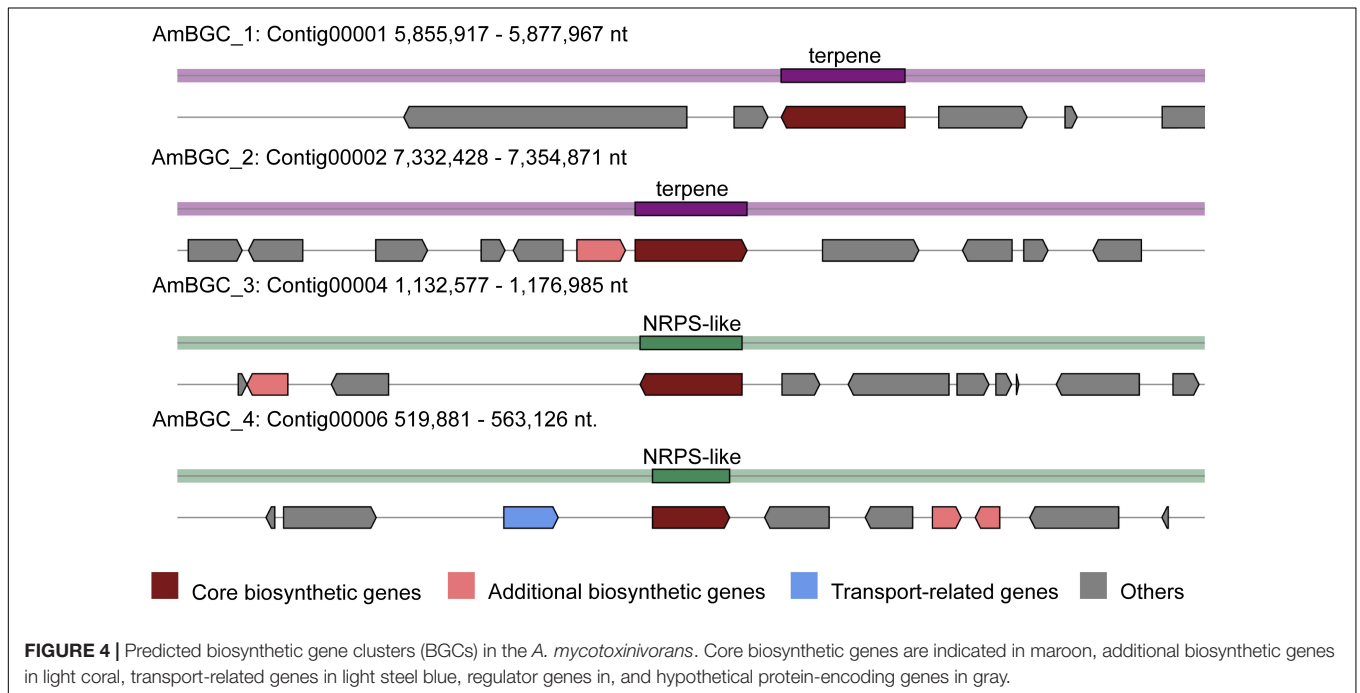 AmBGC_1: Contig00001 5,855,917 - 5,877,967 nt
terpene
AmBGC_2: Contig00002 7,332,428 - 7,354,871 nt
terpene
AmBGC_3: Contig00004 1,132,577 - 1,176,985 nt
NRPS-like
AmBGC_4: Contig00006 519,881 - 563,126 nt.
NRPS-like
Core biosynthetic genes Additional biosynthetic genes Transport-related genes Others
FIGURE 4 | Predicted biosynthetic gene clusters (BGCs) in the A. mycotoxinivorans. Core biosynthetic genes are indicated in maroon, additional biosynthetic genes
in light coral, transport-related genes in light steel blue, regulator genes in, and hypothetical protein-encoding genes in gray.